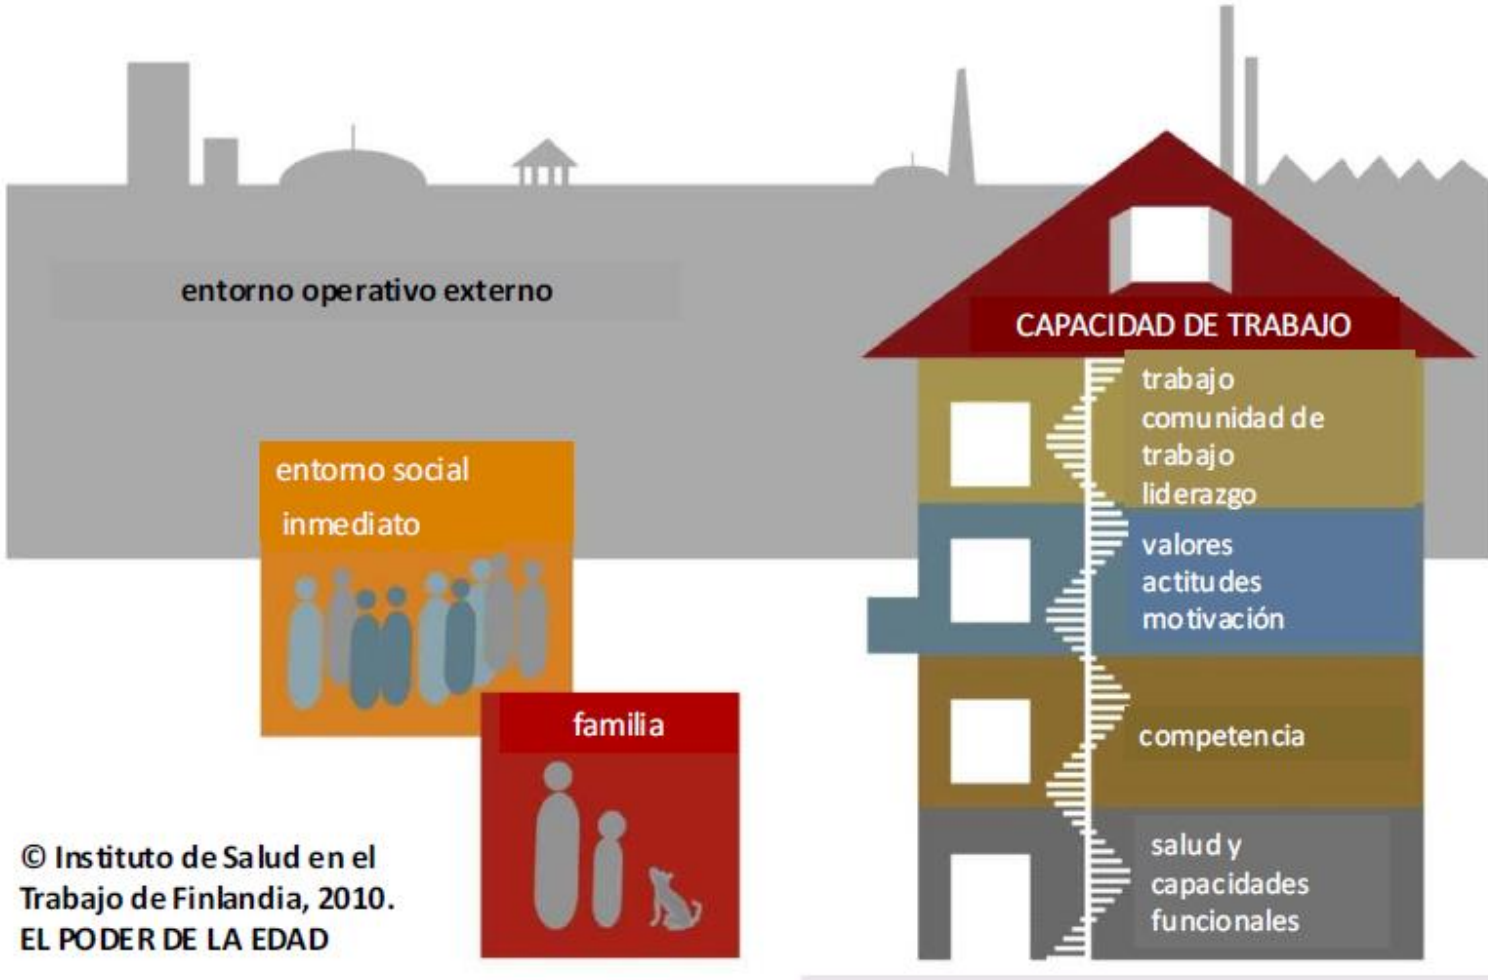 entorno operativo externo
CAPACIDAD DE TRABAJO
trabajo
comunidad de
trabajo
liderazgo
valores
actitudes
motivación
competencia
salud y
capacidades
funcionales
entorno social
inmediato
familia
© Instituto de Salud en el
Trabajo de Finlandia, 2010.
EL PODER DE LA EDAD